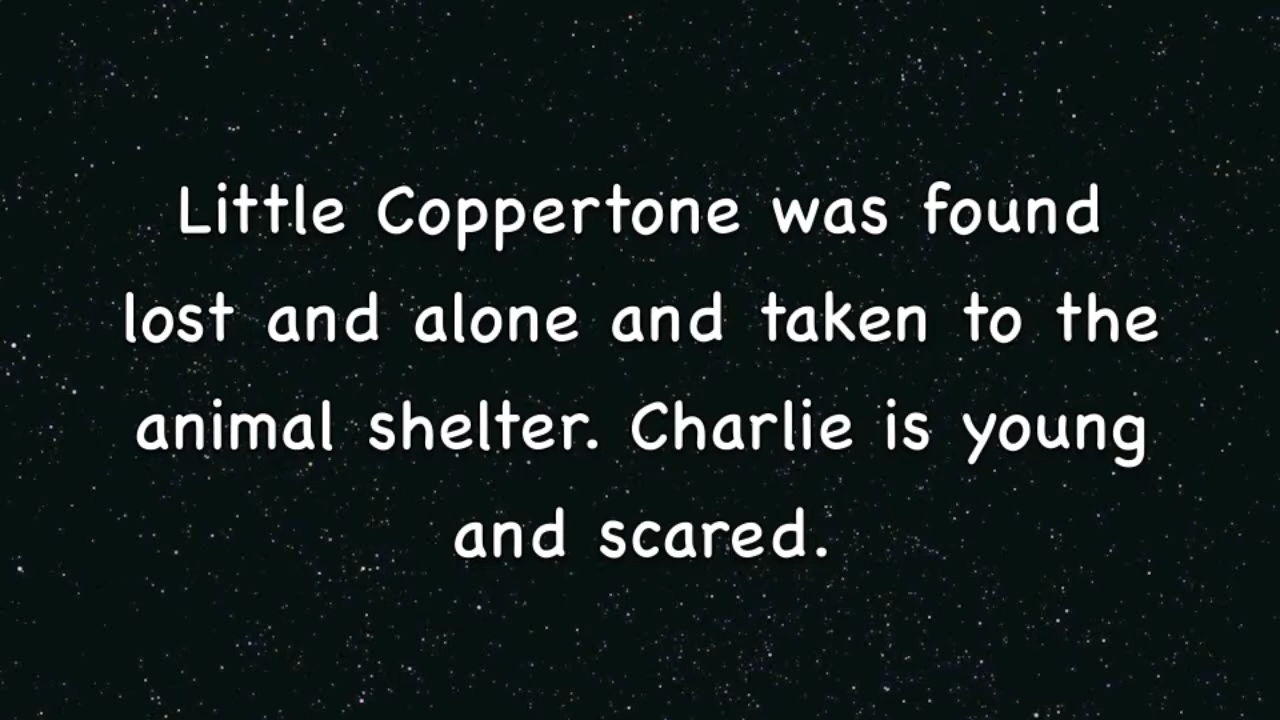 Little Coppertone was found
lost and alone and taken to the
animal shelter. Charlie is young
and scared.